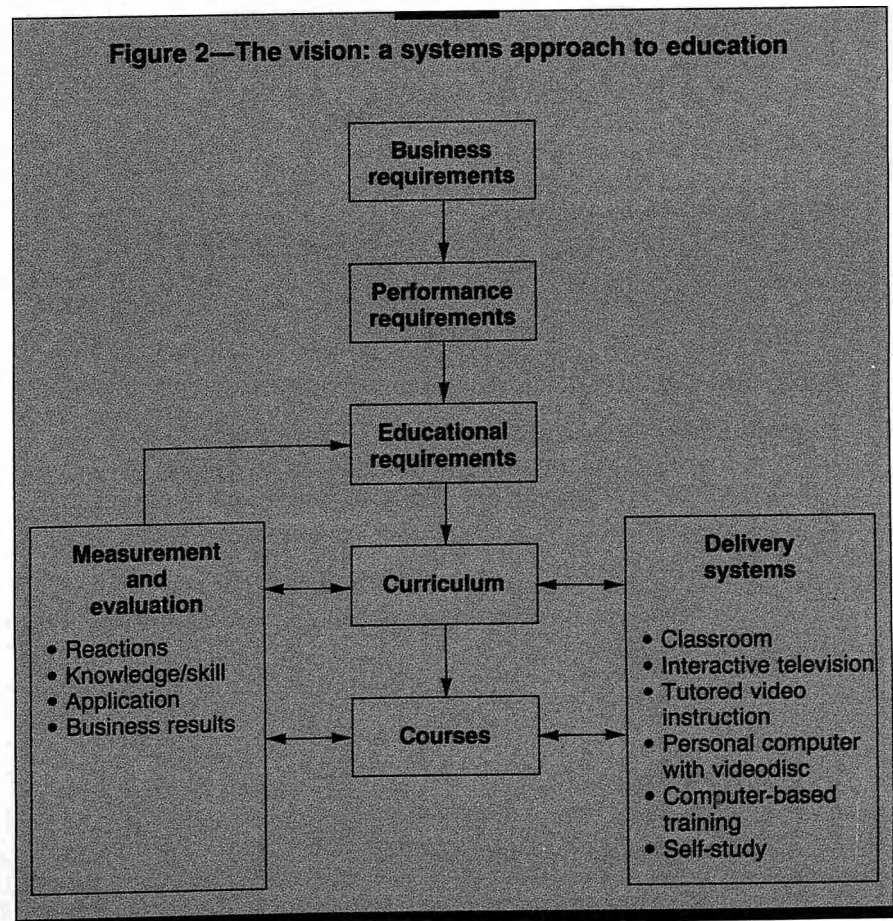 Figure 2—The vision: a systems approach to education
Business
requirements
Performance
requirements
Educational
requirements
Measurement
and
evaluation
• Reactions
• Knowledge/skill
• Application
• Business results
Curriculum
Courses
Delivery
systems
• Classroom
• Interactive television
• Tutored video
instruction
• Personal computer
with videodisc
• Computer-based
training
• Self-study